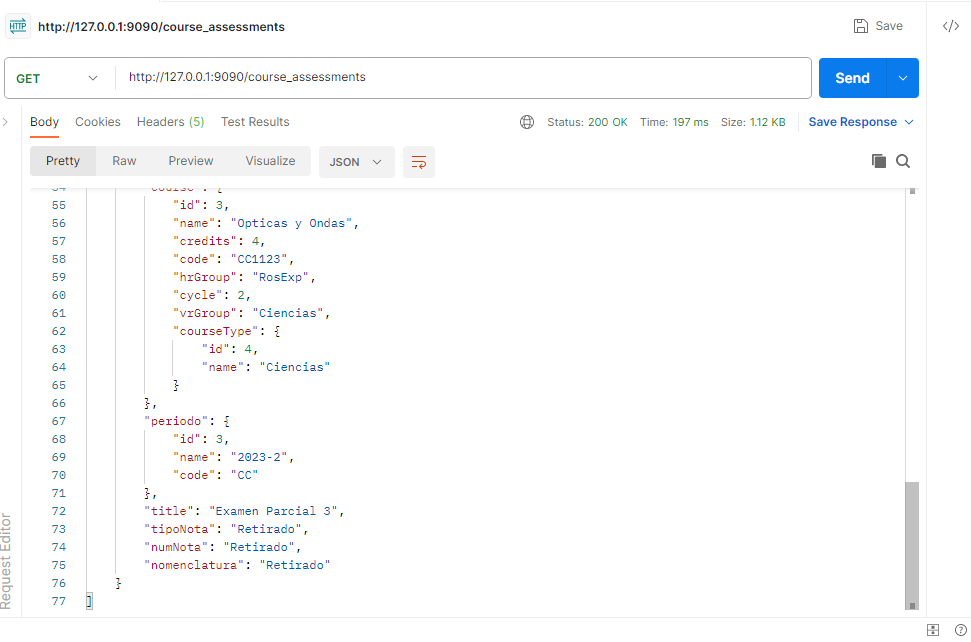 HTTP http://127.0.0.1:9090/course_assessments Save
GET http://127.0.0.1:9090/course_assessments Send
Body Cookies Headers (5) Test Results Status: 200 OK Time: 197 ms Size: 1.12 KB Save Response
Pretty Raw Preview Visualize JSON
54 "course": {
55 "id": 3,
56 "name": "Opticas y Ondas",
57 "credits": 4,
58 "code": "CC1123",
59 "hrGroup": "RosExp",
60 "cycle": 2,
61 "vrGroup": "Ciencias",
62 "courseType": {
63 "id": 4,
64 "name": "Ciencias"
65 }
66 },
67 "periodo": {
68 "id": 3,
69 "name": "2023-2",
70 "code": "CC"
71 },
72 "title": "Examen Parcial 3",
73 "tipoNota": "Retirado",
74 "numNota": "Retirado",
75 "nomenclatura": "Retirado"
76 }
77 ]
Request Editor